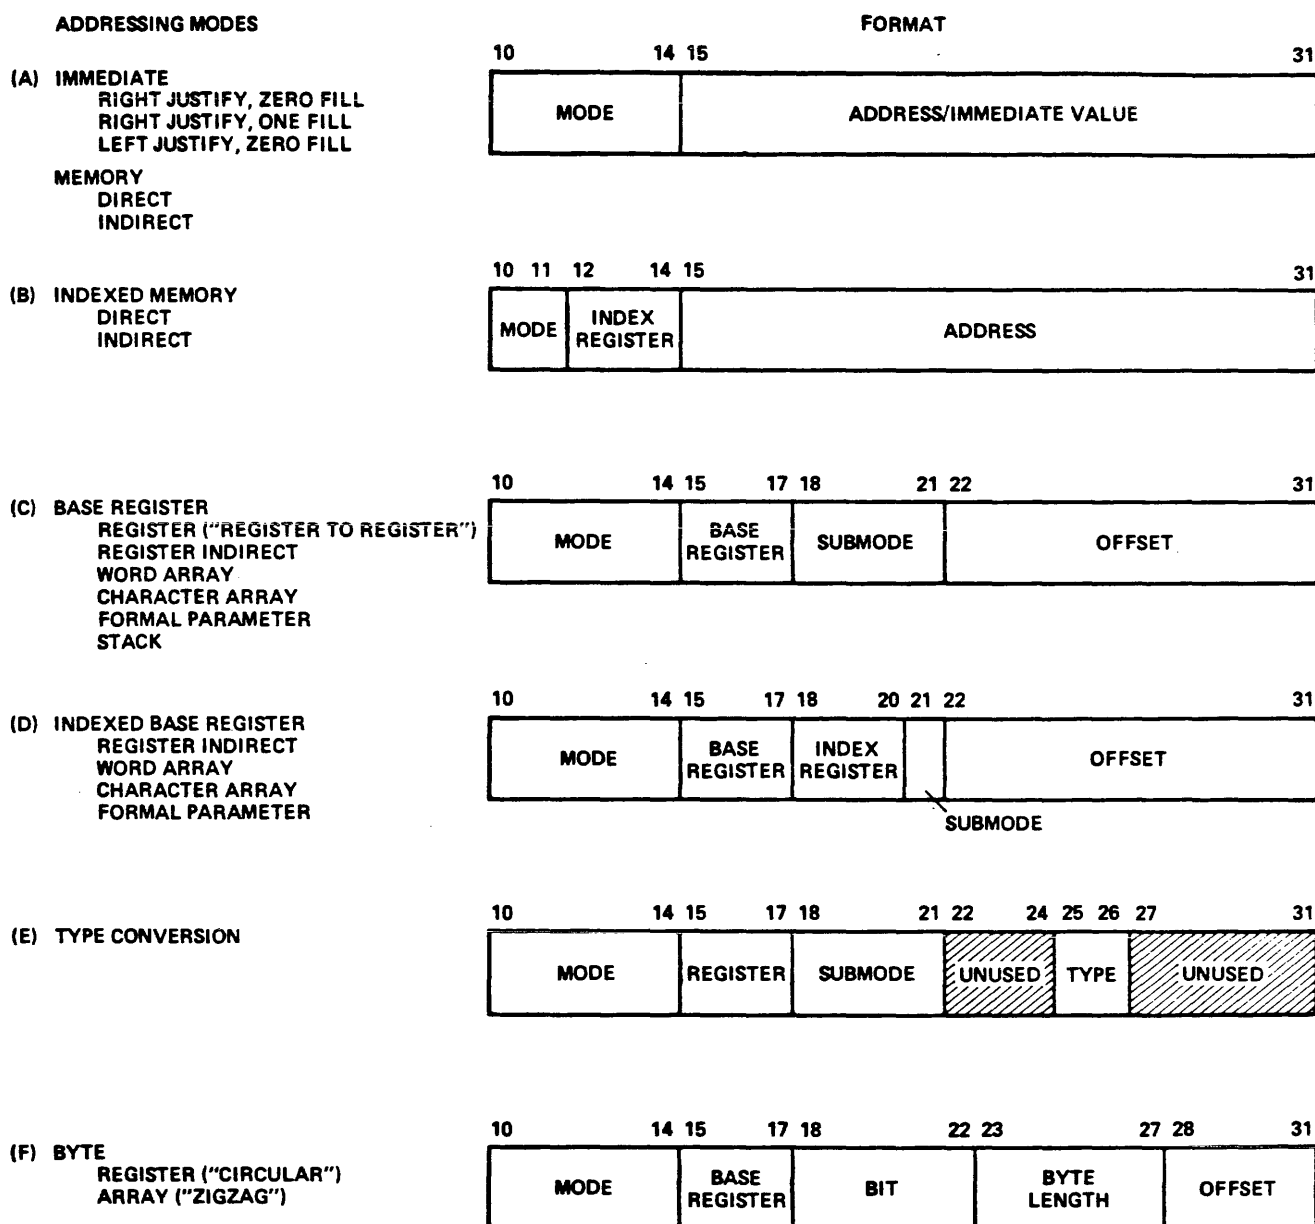 ADDRESSING MODES FORMAT
10 14 15 31
(A) IMMEDIATE
RIGHT JUSTIFY, ZERO FILL
RIGHT JUSTIFY, ONE FILL
LEFT JUSTIFY, ZERO FILL
MODE ADDRESS/IMMEDIATE VALUE
MEMORY
DIRECT
INDIRECT
10 11 12 14 15 31
(B) INDEXED MEMORY
DIRECT
INDIRECT
MODE INDEX REGISTER ADDRESS
10 14 15 17 18 21 22 31
(C) BASE REGISTER
REGISTER ("REGISTER TO REGISTER")
REGISTER INDIRECT
WORD ARRAY
CHARACTER ARRAY
FORMAL PARAMETER
STACK
MODE BASE REGISTER SUBMODE OFFSET
10 14 15 17 18 20 21 22 31
(D) INDEXED BASE REGISTER
REGISTER INDIRECT
WORD ARRAY
CHARACTER ARRAY
FORMAL PARAMETER
MODE BASE REGISTER INDEX REGISTER OFFSET
SUBMODE
10 14 15 17 18 21 22 24 25 26 27 31
(E) TYPE CONVERSION
MODE REGISTER SUBMODE UNUSED TYPE UNUSED
10 14 15 17 18 22 23 27 28 31
(F) BYTE
REGISTER ("CIRCULAR")
ARRAY ("ZIGZAG")
MODE BASE REGISTER BIT BYTE LENGTH OFFSET